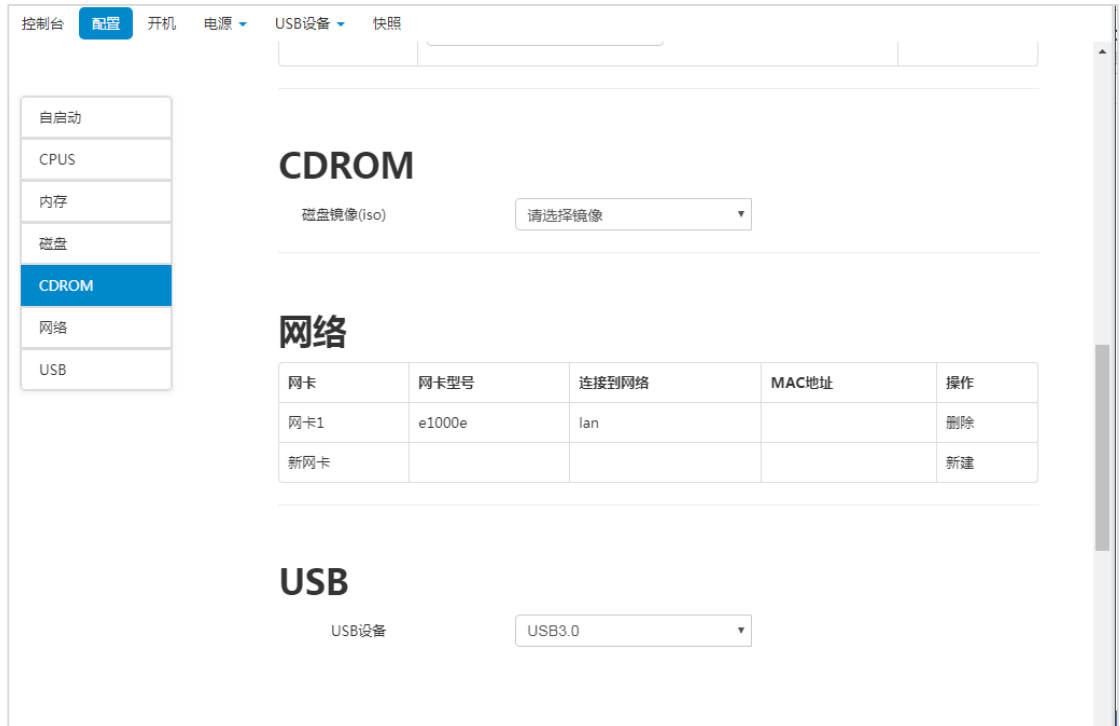 控制台 配置 开机 电源 USB设备 快照
自启动
CPUS
内存
磁盘
CDROM
网络
USB
CDROM
磁盘镜像(iso) 请选择镜像
网络
网卡 网卡型号 连接到网络 MAC地址 操作
网卡1 e1000e lan 删除
新网卡 新建
USB
USB设备 USB3.0